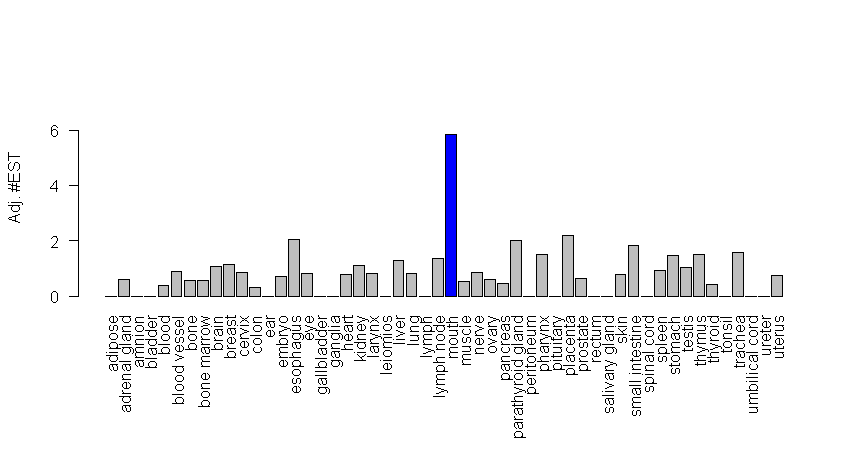 Adj. #EST
6
4
2
0
adipose
adrenal gland
amnion
bladder
blood
blood vessel
bone
bone marrow
brain
breast
cervix
colon
ear
embryo
esophagus
eye
gallbladder
ganglia
heart
kidney
larynx
leiomios
liver
lung
lymph
lymph node
mouth
muscle
nerve
ovary
pancreas
parathyroid gland
peritoneum
pharynx
pituitary
placenta
prostate
rectum
salivary gland
skin
small intestine
spinal cord
spleen
stomach
testis
thymus
thyroid
tonsil
trachea
umbilical cord
ureter
uterus